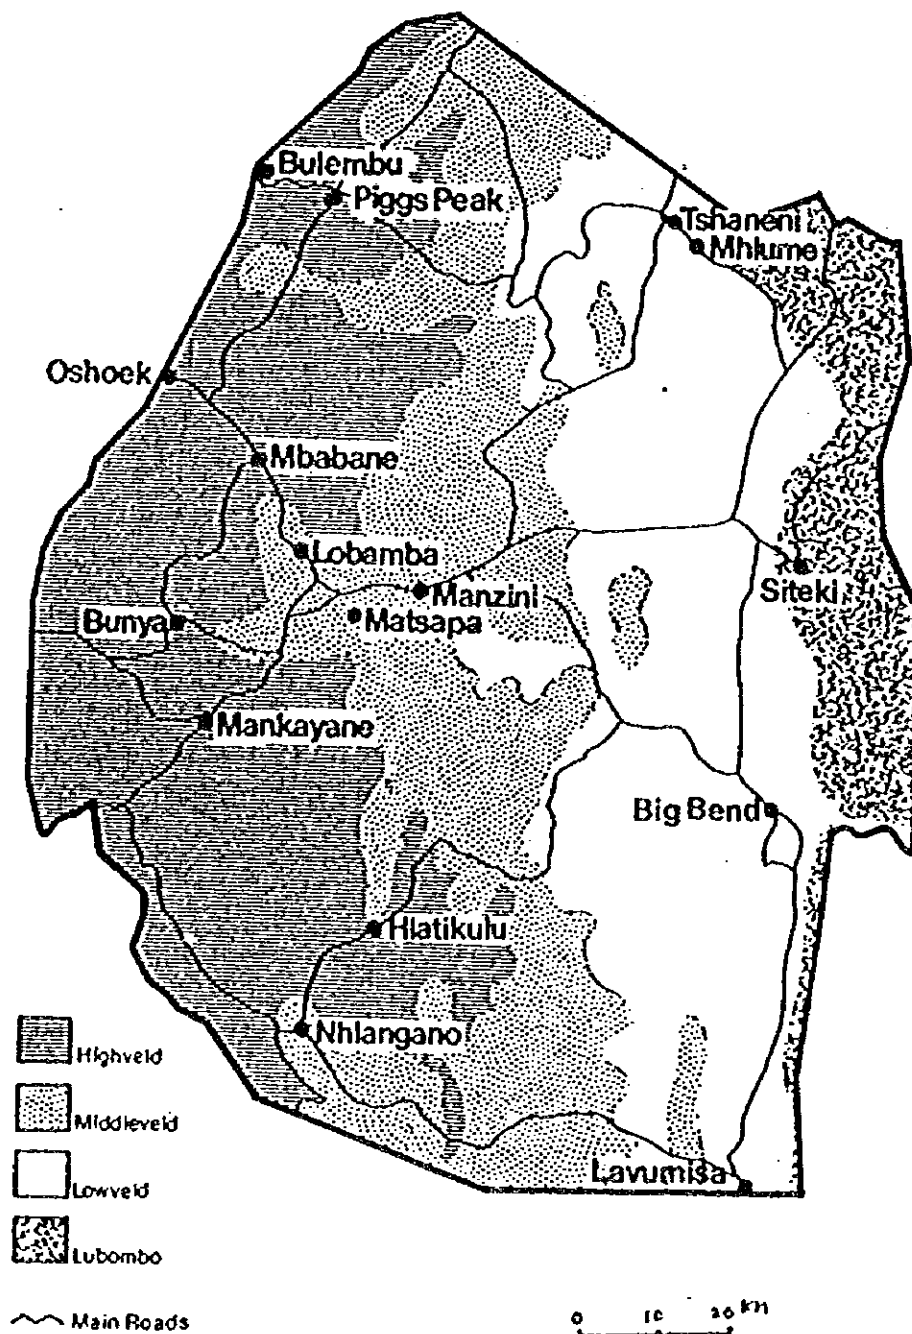 Bulembu
Piggs Peak
Tshaneni
Mhlume
Oshoek
Mbabane
Lobamba
Manzini
Siteki
Bunya
Matsapa
Mankayane
Big Bend
Hlatikulu
Nhlangano
Highveld
Middleveld
Lavumisa
Lowveld
Lubombo
Main Roads
0 10 20 km